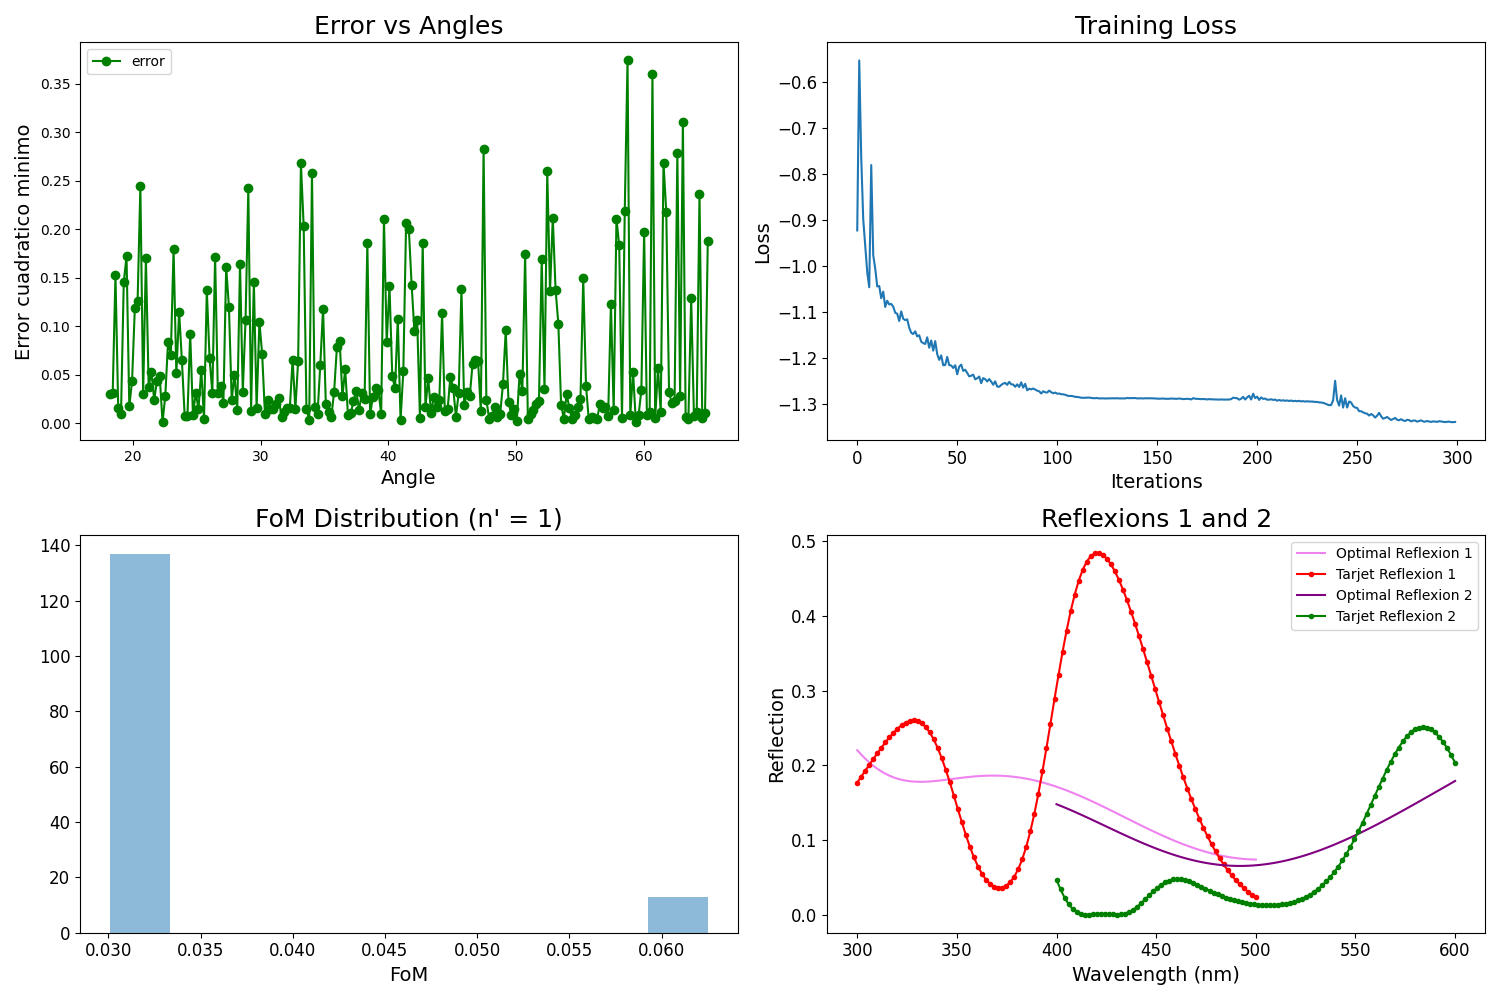 Error vs Angles
error
Error cuadratico minimo
0.35
0.30
0.25
0.20
0.15
0.10
0.05
0.00
20 30 40 50 60
Angle
Training Loss
Loss
−0.6
−0.7
−0.8
−0.9
−1.0
−1.1
−1.2
−1.3
0 50 100 150 200 250 300
Iterations
FoM Distribution (n' = 1)
140
120
100
80
60
40
20
0
0.030 0.035 0.040 0.045 0.050 0.055 0.060
FoM
Reflexions 1 and 2
Optimal Reflexion 1
Tarjet Reflexion 1
Optimal Reflexion 2
Tarjet Reflexion 2
Reflection
0.5
0.4
0.3
0.2
0.1
0.0
300 350 400 450 500 550 600
Wavelength (nm)